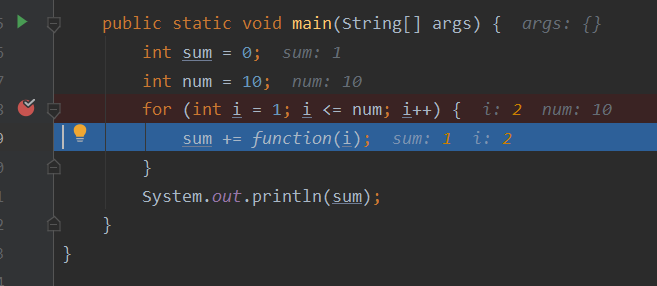 5 public static void main(String[] args) { args: {}
6 int sum = 0; sum: 1
7 int num = 10; num: 10
8 for (int i = 1; i <= num; i++) { i: 2 num: 10
9 sum += function(i); sum: 1 i: 2
0 }
1 System.out.println(sum);
2 }
3 }
4